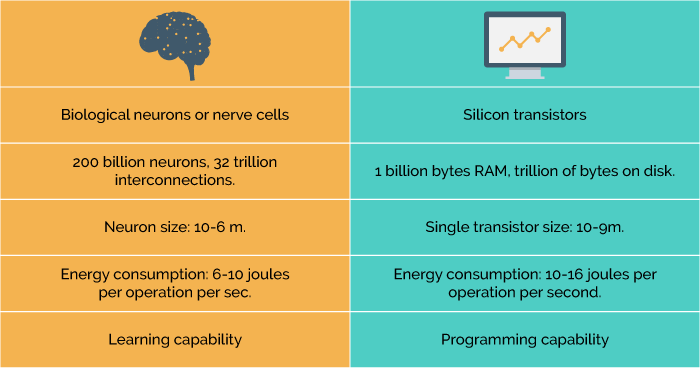 Biological neurons or nerve cells
Silicon transistors
200 billion neurons, 32 trillion
interconnections.
1 billion bytes RAM, trillion of bytes on disk.
Neuron size: 10-6 m.
Single transistor size: 10-9m.
Energy consumption: 6-10 joules
per operation per sec.
Energy consumption: 10-16 joules per
operation per second.
Learning capability
Programming capability